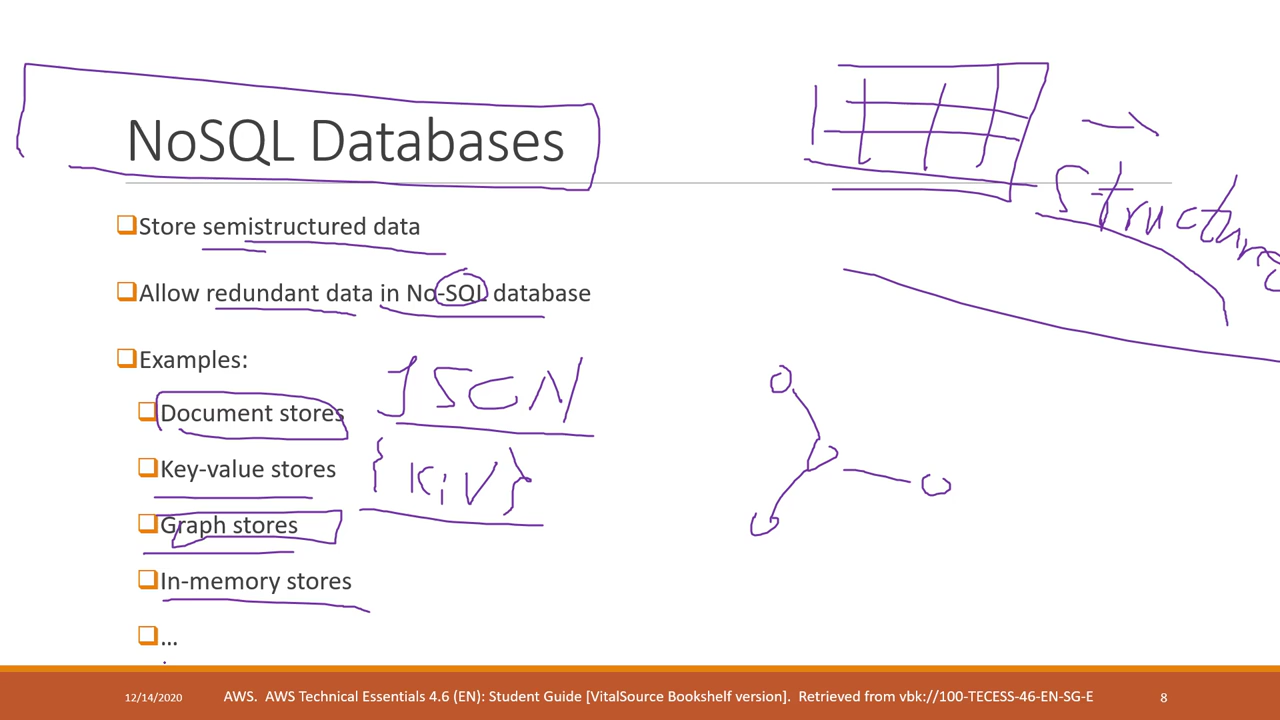 NoSQL Databases
Structure
Store semistructured data
Allow redundant data in No-SQL database
Examples:
JSON
Document stores
Key-value stores
{K:V}
Graph stores
In-memory stores
...
12/14/2020 AWS. AWS Technical Essentials 4.6 (EN): Student Guide [VitalSource Bookshelf version]. Retrieved from vbk://100-TECESS-46-EN-SG-E 8